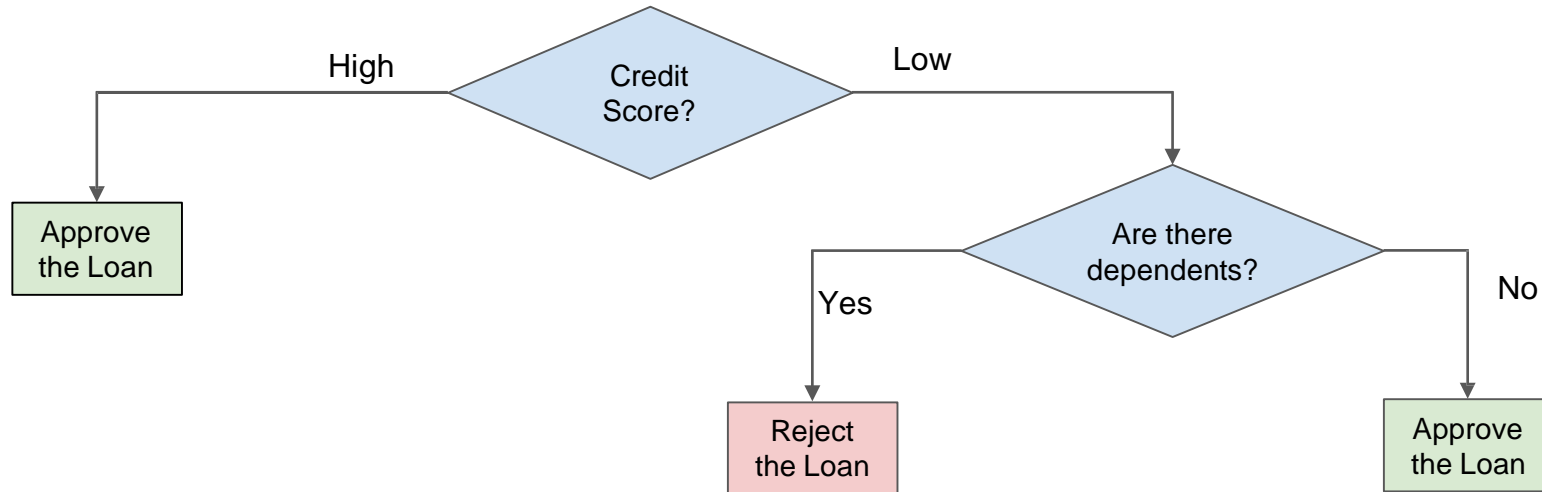 High
Credit
Score?
Low
Approve
the Loan
Are there
dependents?
Yes
No
Reject
the Loan
Approve
the Loan